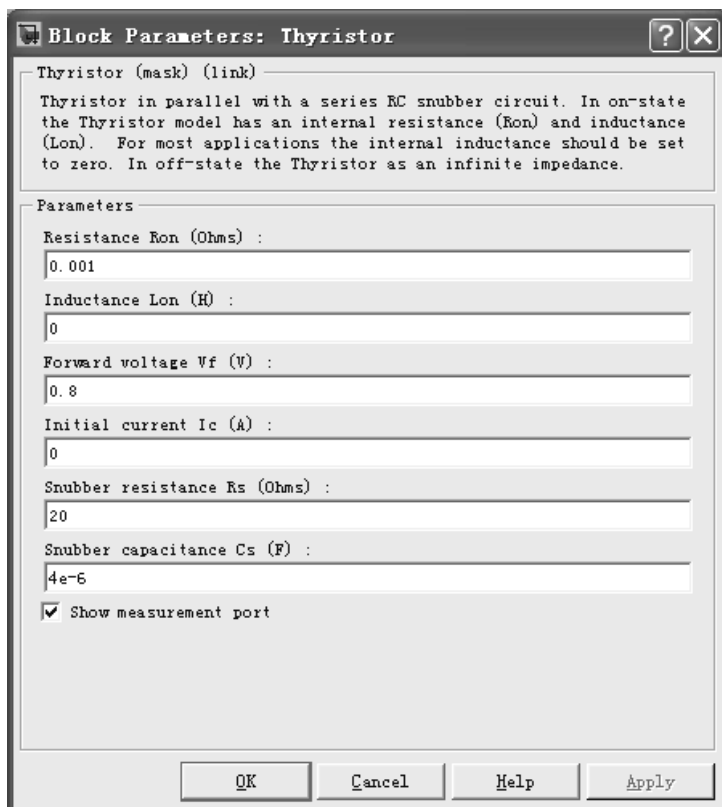 Block Parameters: Thyristor
Thyristor (mask) (link)
Thyristor in parallel with a series RC snubber circuit. In on-state
the Thyristor model has an internal resistance (Ron) and inductance
(Lon).  For most applications the internal inductance should be set
to zero. In off-state the Thyristor as an infinite impedance.
Parameters
Resistance Ron (Ohms) :
0.001
Inductance Lon (H) :
0
Forward voltage Vf (V) :
0.8
Initial current Ic (A) :
0
Snubber resistance Rs (Ohms) :
20
Snubber capacitance Cs (F) :
4e-6
Show measurement port
OK Cancel Help Apply